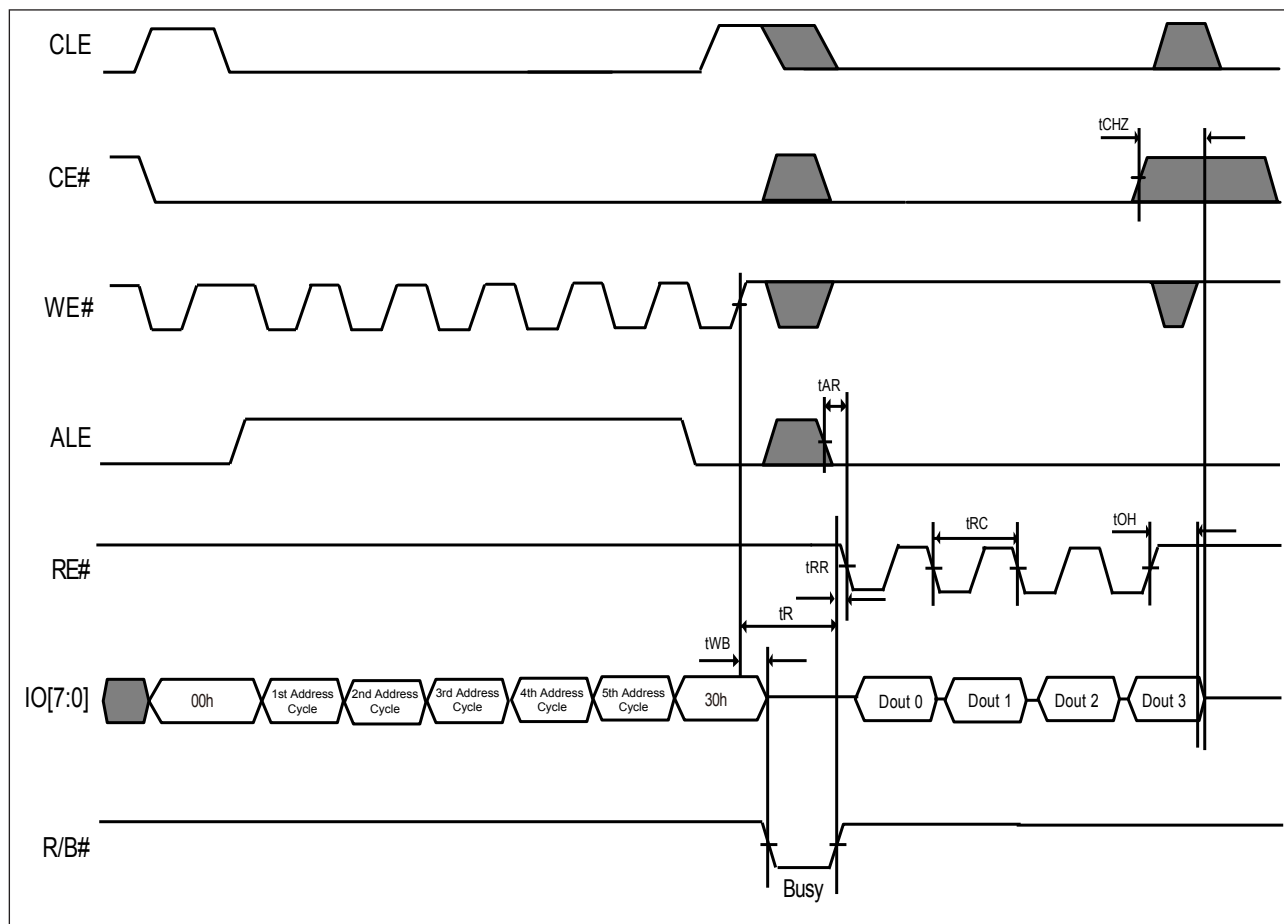 CLE
tCHZ
CE#
WE#
tAR
ALE
tRC
tOH
RE#
tRR
tR
tWB
IO[7:0]
00h
1st Address
Cycle
2nd Address
Cycle
3rd Address
Cycle
4th Address
Cycle
5th Address
Cycle
30h
Dout 0
Dout 1
Dout 2
Dout 3
R/B#
Busy